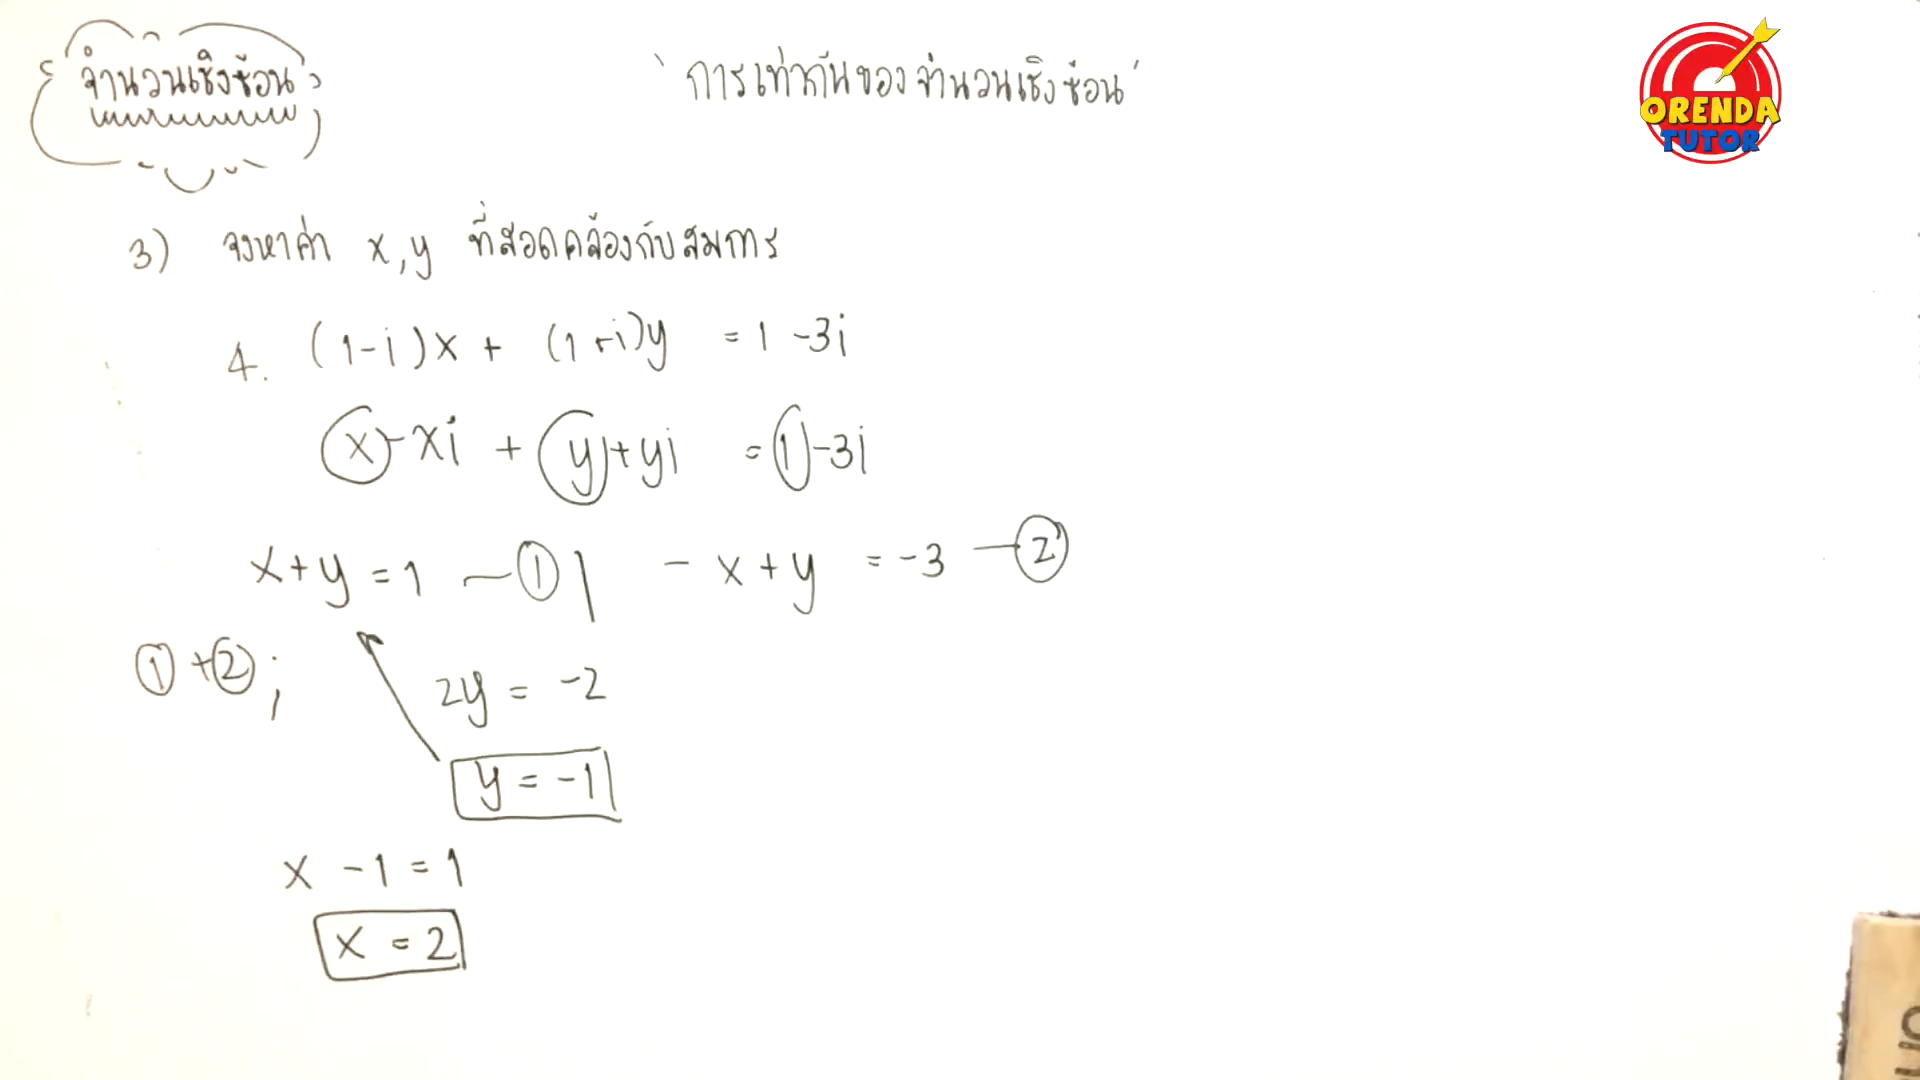 จำนวนเชิงซ้อน
'การเท่ากันของจำนวนเชิงซ้อน'
ORENDA
TUTOR
3) จงหาค่า x,y ที่สอดคล้องกับสมการ
4. (1-i)x + (1+i)y = 1 -3i
x - xi + y + yi = 1 -3i
x+y = 1 — ① | - x + y = -3 — ②
① + ② ;
2y = -2
y = -1
x - 1 = 1
x = 2